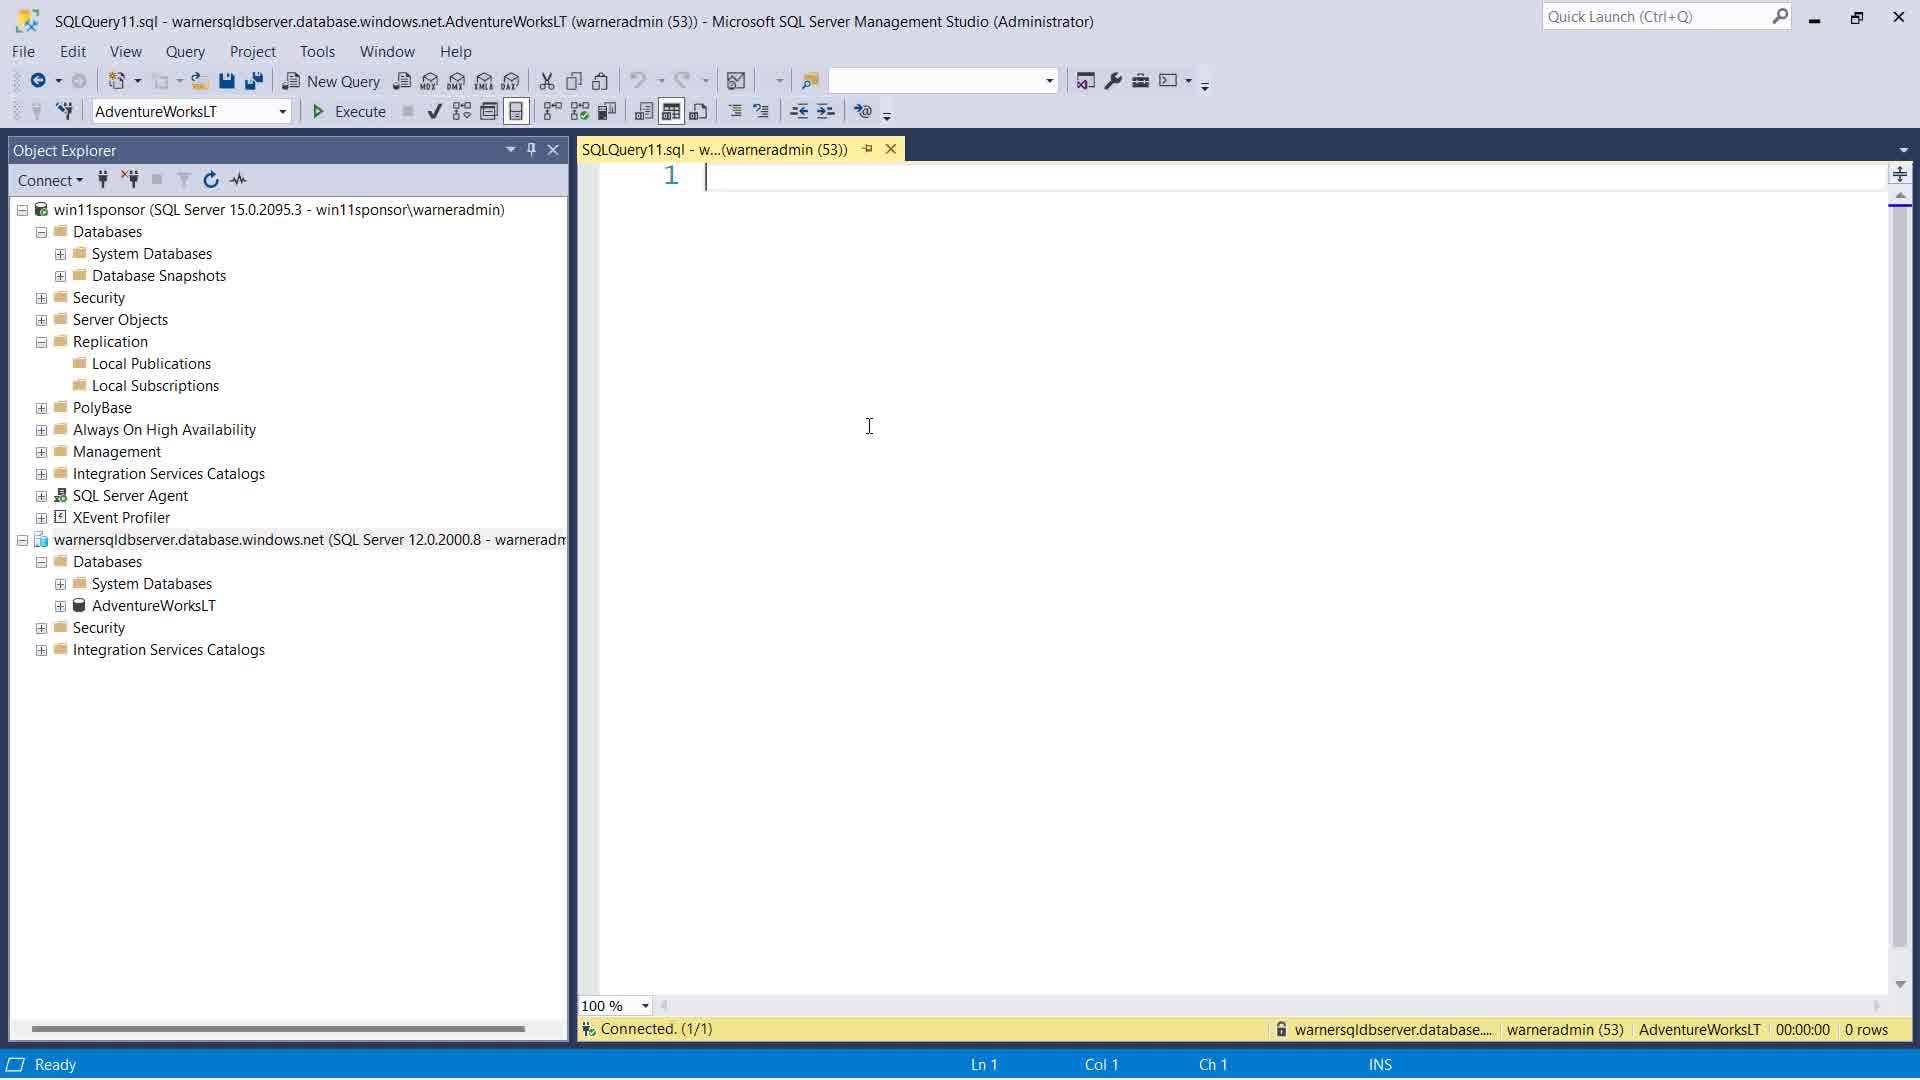 SQLQuery11.sql - warnersqldbserver.database.windows.net.AdventureWorksLT (warneradmin (53)) - Microsoft SQL Server Management Studio (Administrator)
Quick Launch (Ctrl+Q)
File Edit View Query Project Tools Window Help
New Query MDX DMX XMLA DAX
AdventureWorksLT Execute
Object Explorer
SQLQuery11.sql - w...(warneradmin (53))
Connect
1
win11sponsor (SQL Server 15.0.2095.3 - win11sponsor\warneradmin)
Databases
System Databases
Database Snapshots
Security
Server Objects
Replication
Local Publications
Local Subscriptions
PolyBase
Always On High Availability
Management
Integration Services Catalogs
SQL Server Agent
XEvent Profiler
warnersqldbserver.database.windows.net (SQL Server 12.0.2000.8 - warneradm
Databases
System Databases
AdventureWorksLT
Security
Integration Services Catalogs
100 %
Connected. (1/1)
warnersqldbserver.database.... warneradmin (53) AdventureWorksLT 00:00:00 0 rows
Ready Ln 1 Col 1 Ch 1 INS